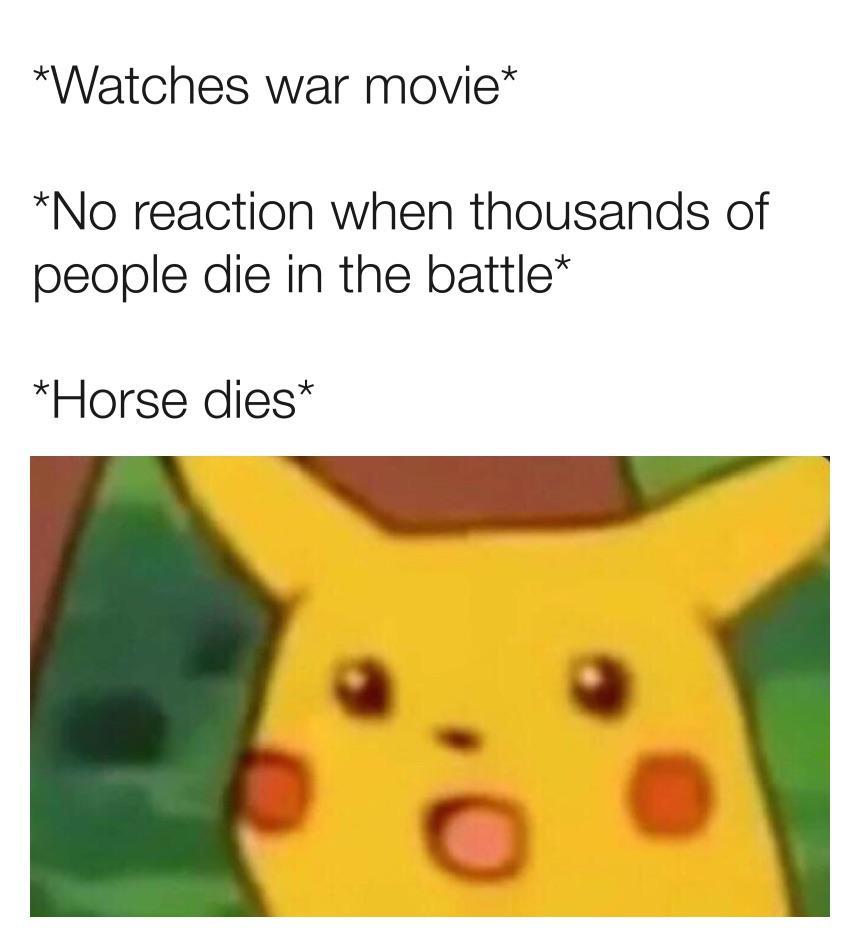 *Watches war movie*
*No reaction when thousands of
people die in the battle*
*Horse dies*